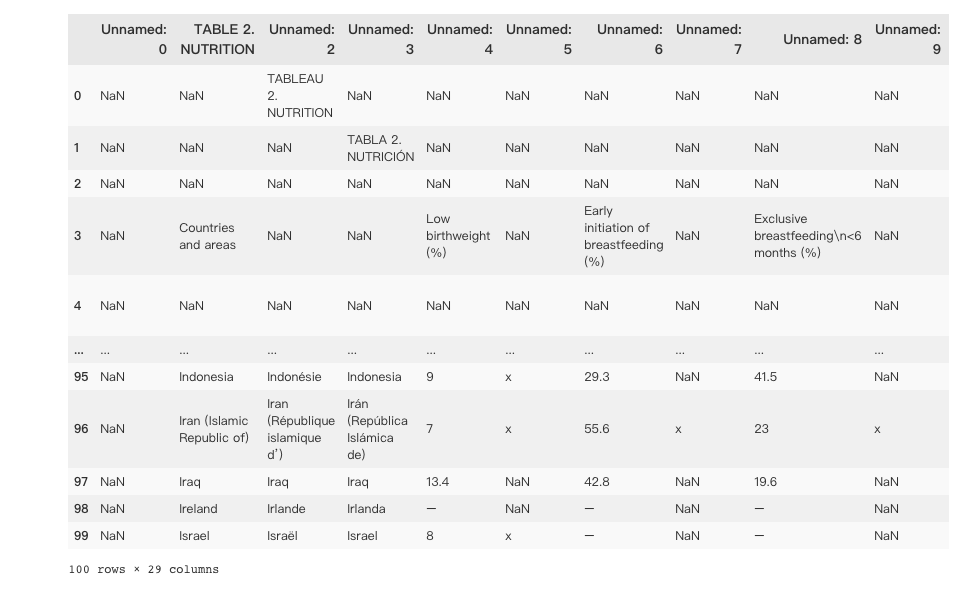 Unnamed: 0 TABLE 2. NUTRITION Unnamed: 2 Unnamed: 3 Unnamed: 4 Unnamed: 5 Unnamed: 6 Unnamed: 7 Unnamed: 8 Unnamed: 9
0 NaN NaN TABLEAU 2. NUTRITION NaN NaN NaN NaN NaN NaN NaN
1 NaN NaN NaN TABLA 2. NUTRICIÓN NaN NaN NaN NaN NaN NaN
2 NaN NaN NaN NaN NaN NaN NaN NaN NaN NaN
3 NaN Countries and areas NaN NaN Low birthweight (%) NaN Early initiation of breastfeeding (%) NaN Exclusive breastfeeding\n<6 months (%) NaN
4 NaN NaN NaN NaN NaN NaN NaN NaN NaN NaN
... ... ... ... ... ... ... ... ... ... ...
95 NaN Indonesia Indonésie Indonesia 9 x 29.3 NaN 41.5 NaN
96 NaN Iran (Islamic Republic of) Iran (République islamique d') Irán (República Islámica de) 7 x 55.6 x 23 x
97 NaN Iraq Iraq Iraq 13.4 NaN 42.8 NaN 19.6 NaN
98 NaN Ireland Irlande Irlanda – NaN – NaN – NaN
99 NaN Israel Israël Israel 8 x – NaN – NaN
100 rows × 29 columns